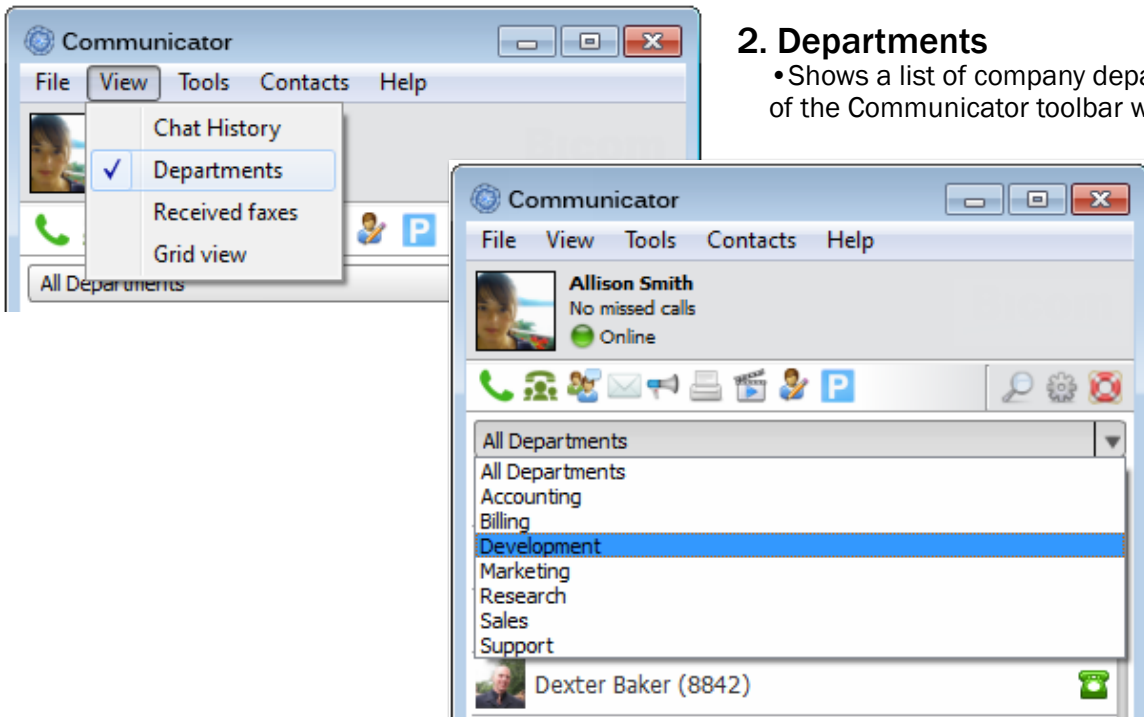 Communicator
File View Tools Contacts Help
Chat History
Departments
Received faxes
Grid view
P
All Departments
2. Departments
•Shows a list of company
of the Communicator toolbar
Communicator
File View Tools Contacts Help
Allison Smith
No missed calls
Online
P
All Departments
All Departments
Accounting
Billing
Development
Marketing
Research
Sales
Support
Dexter Baker (8842)